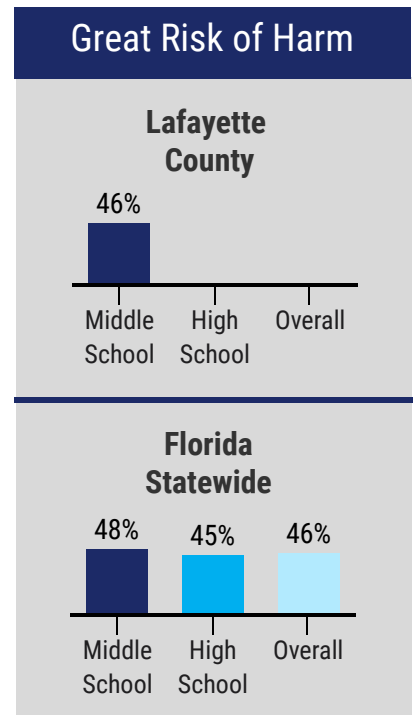 Great Risk of Harm
Lafayette
County
46%
Middle High Overall
School School
Florida
Statewide
48% 45% 46%
Middle High Overall
School School